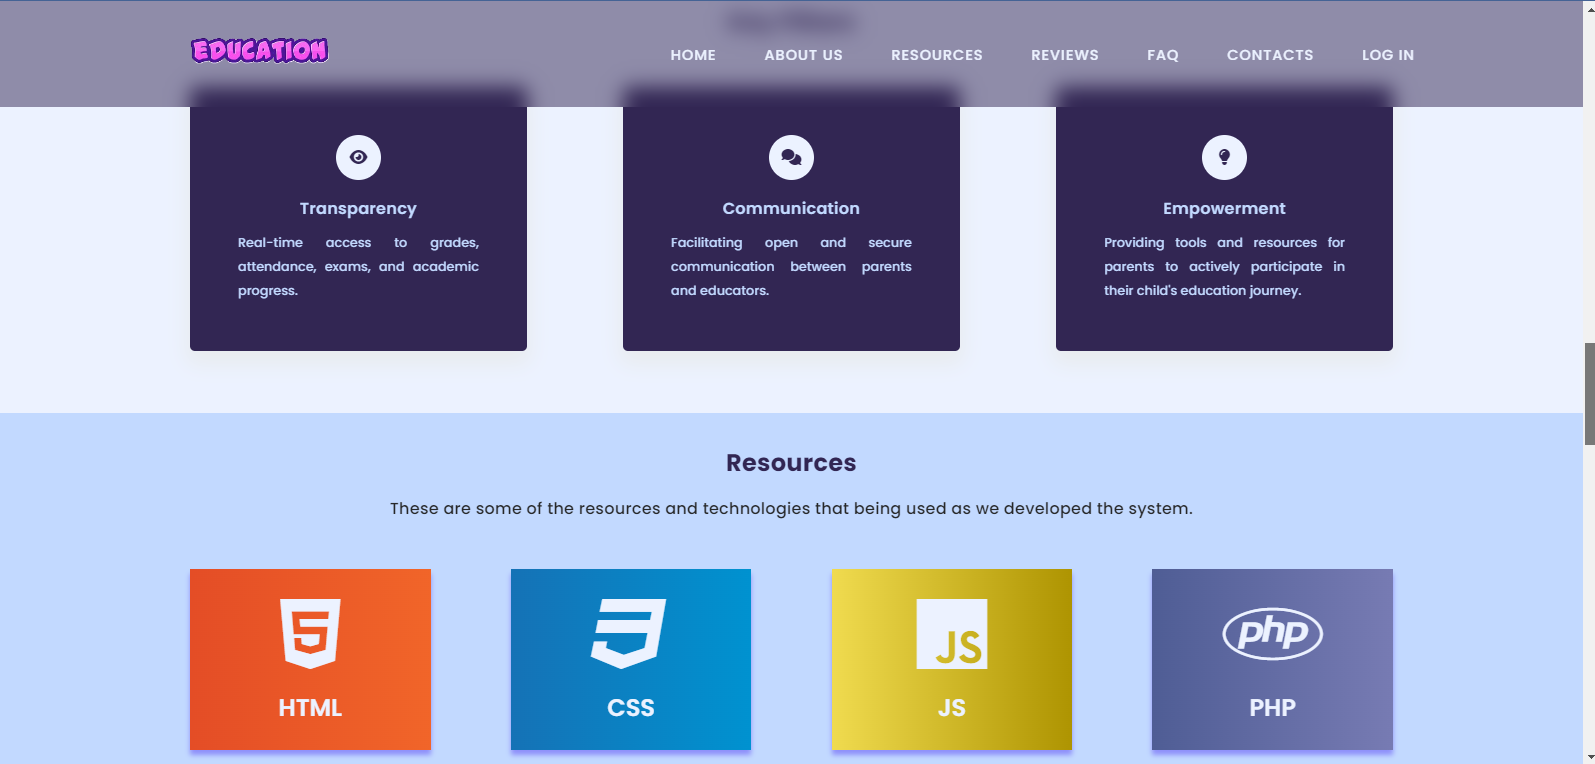 EDUCATION
HOME ABOUT US RESOURCES REVIEWS FAQ CONTACTS LOG IN
Transparency
Real-time access to grades,
attendance, exams, and academic
progress.
Communication
Facilitating open and secure
communication between parents
and educators.
Empowerment
Providing tools and resources for
parents to actively participate in
their child's education journey.
Resources
These are some of the resources and technologies that being used as we developed the system.
5
HTML
3
CSS
JS
JS
php
PHP